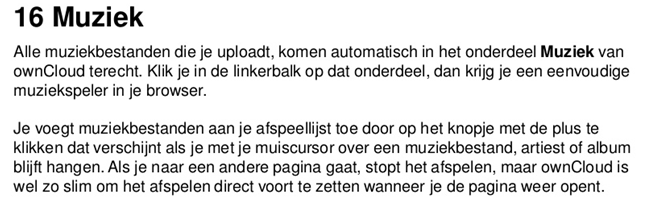 16 Muziek
Alle muziekbestanden die je uploadt, komen automatisch in het onderdeel Muziek van
ownCloud terecht. Klik je in de linkerbalk op dat onderdeel, dan krijg je een eenvoudige
muziekspeler in je browser.
Je voegt muziekbestanden aan je afspeellijst toe door op het knopje met de plus te
klikken dat verschijnt als je met je muiscursor over een muziekbestand, artiest of album
blijft hangen. Als je naar een andere pagina gaat, stopt het afspelen, maar ownCloud is
wel zo slim om het afspelen direct voort te zetten wanneer je de pagina weer opent.